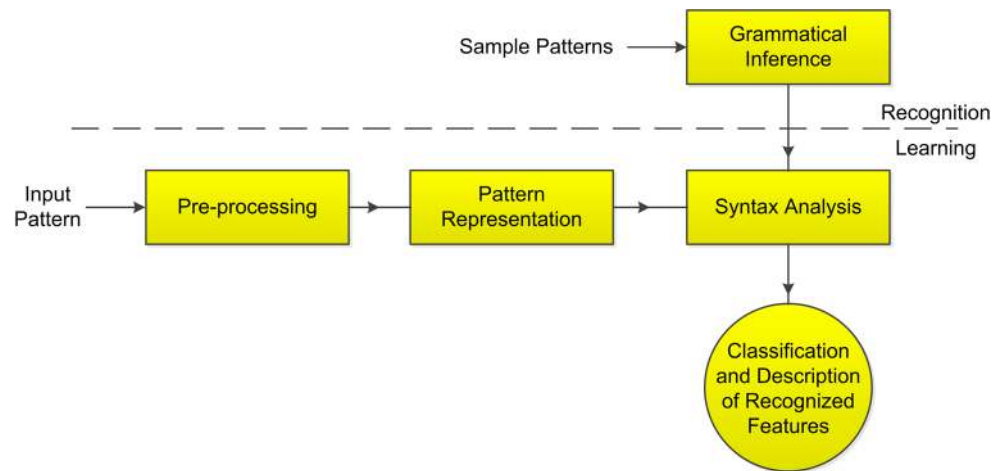 Sample Patterns
Grammatical
Inference
Recognition
Learning
Input
Pattern
Pre-processing
Pattern
Representation
Syntax Analysis
Classification
and Description
of Recognized
Features